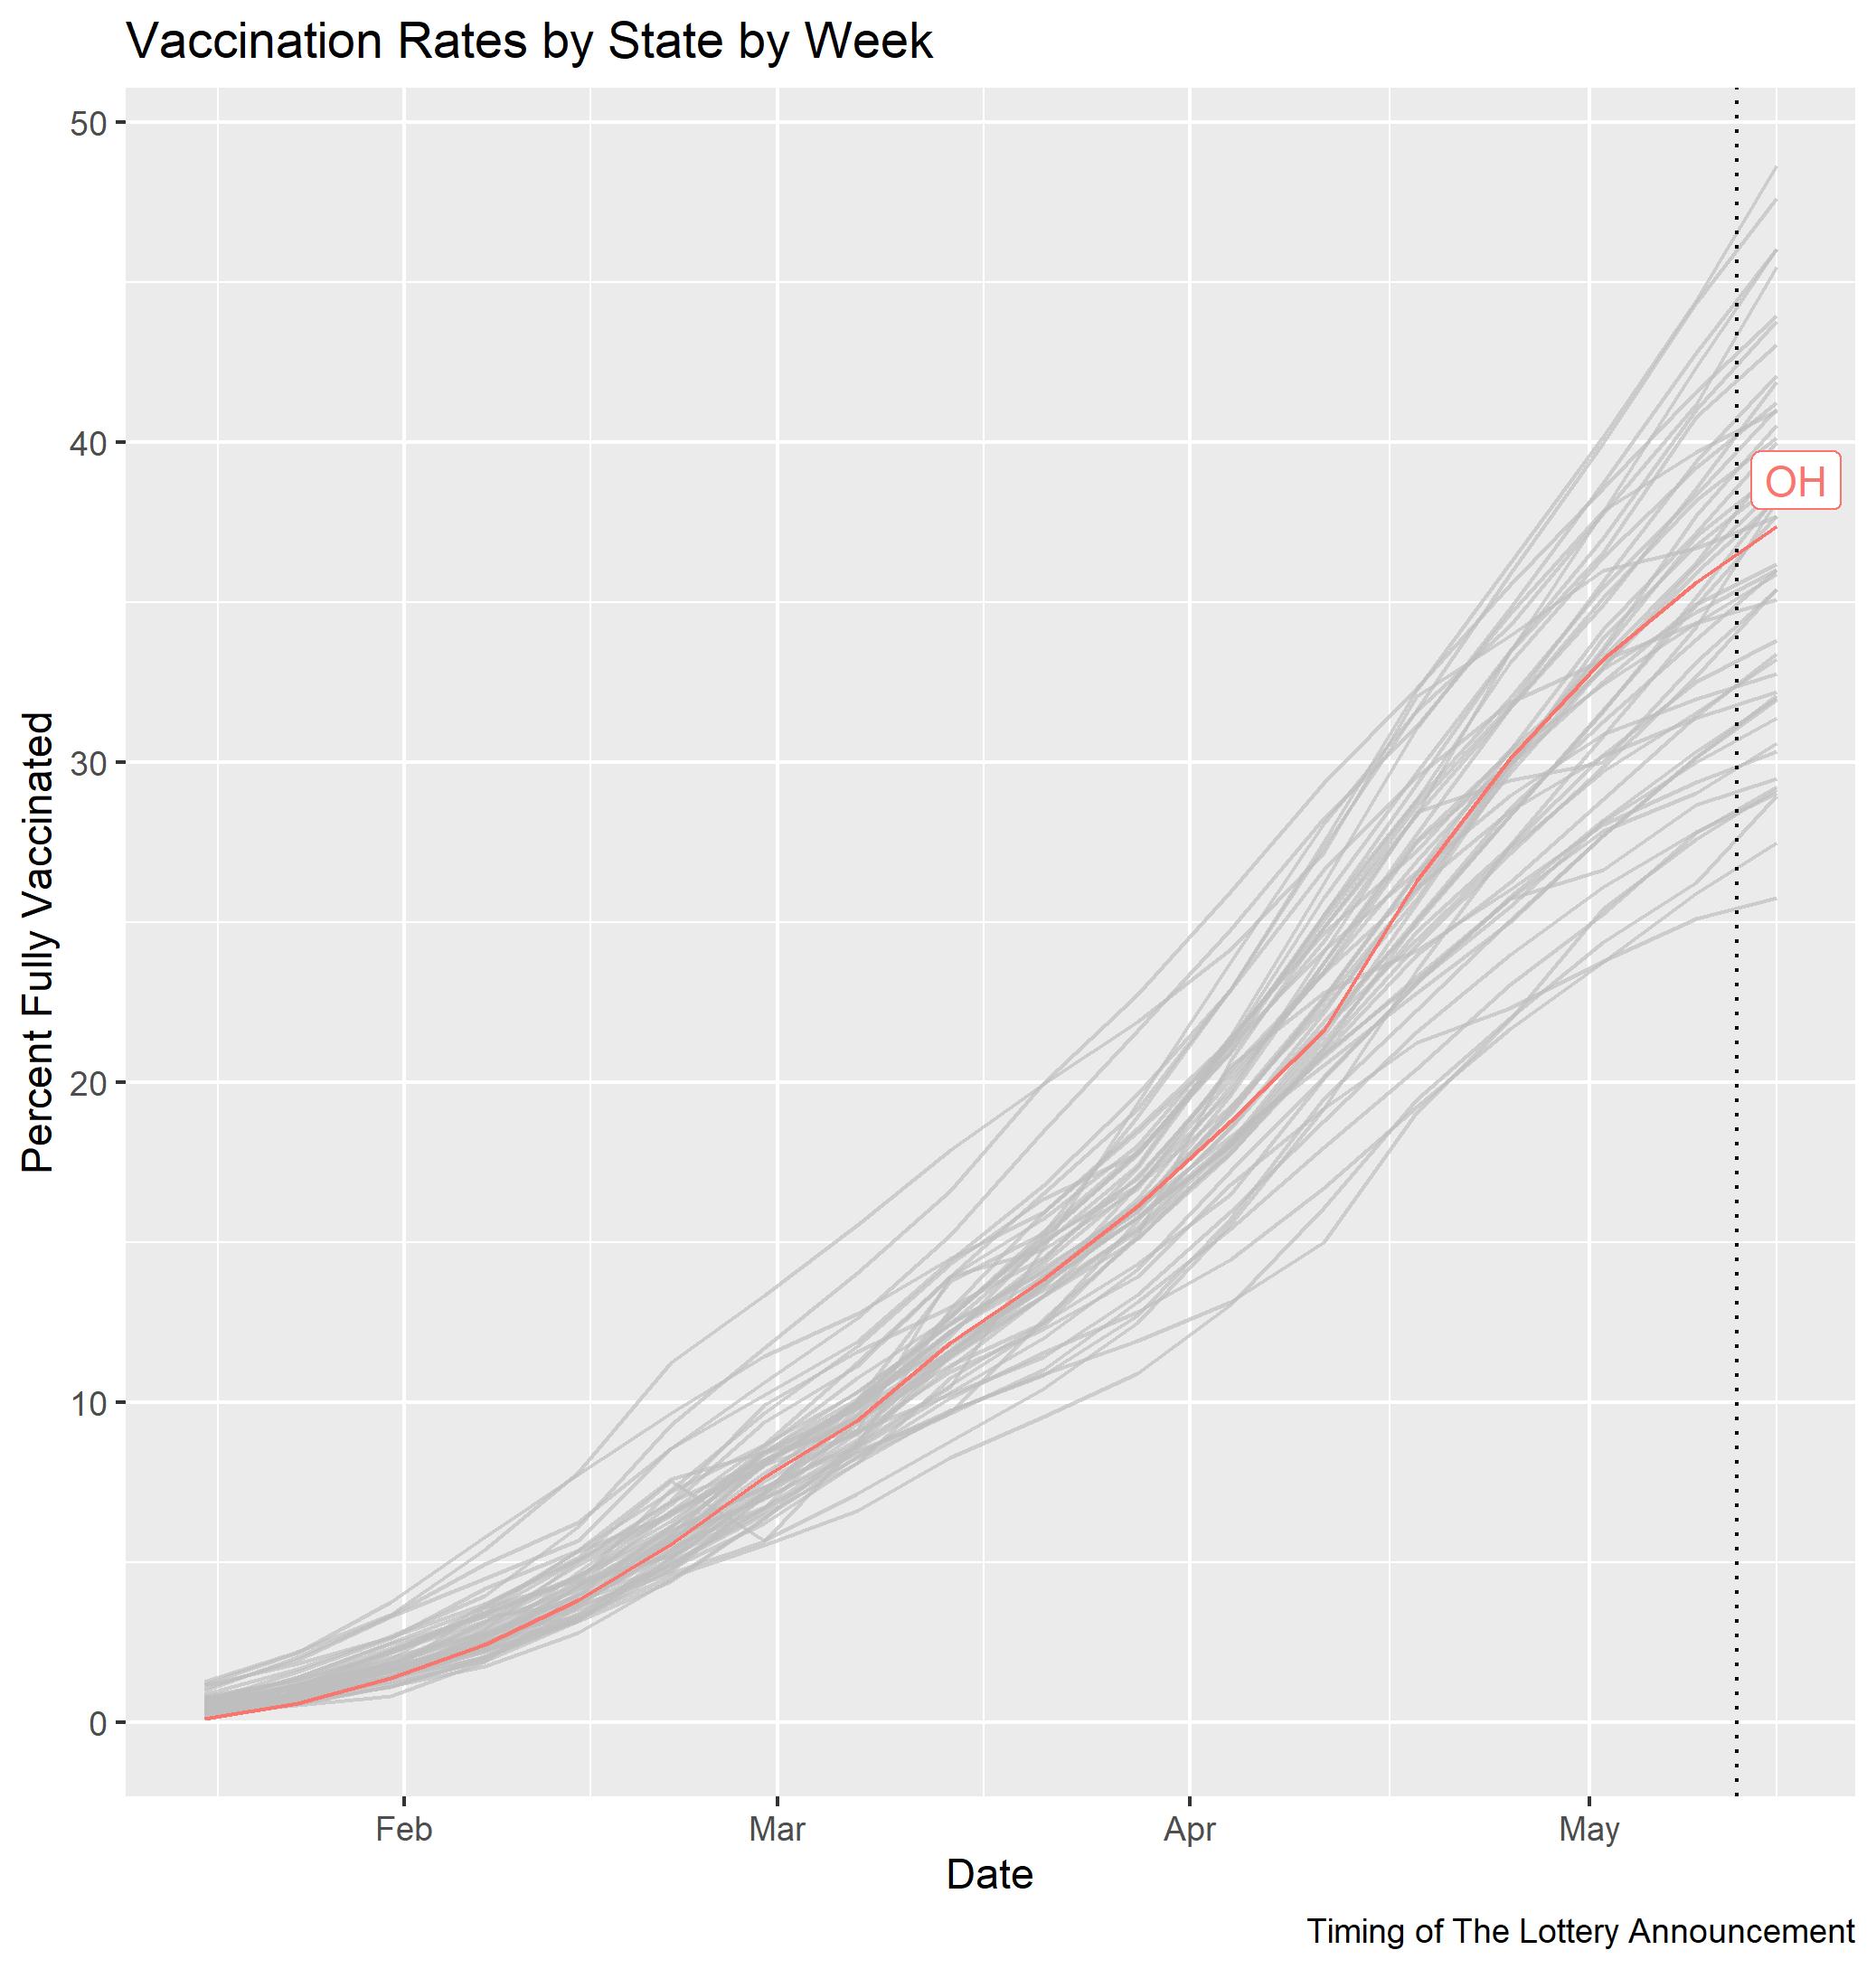 Vaccination Rates by State by Week
Percent Fully Vaccinated
50
40
30
20
10
0
OH
Feb
Mar
Apr
May
Date
Timing of The Lottery Announcement